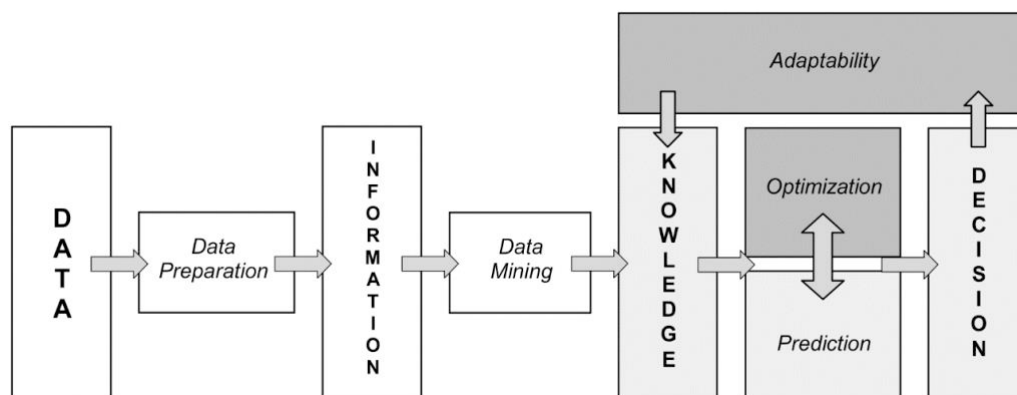 Adaptability
DATA
Data
Preparation
INFORMATION
Data
Mining
KNOWLEDGE
Optimization
Prediction
DECISION